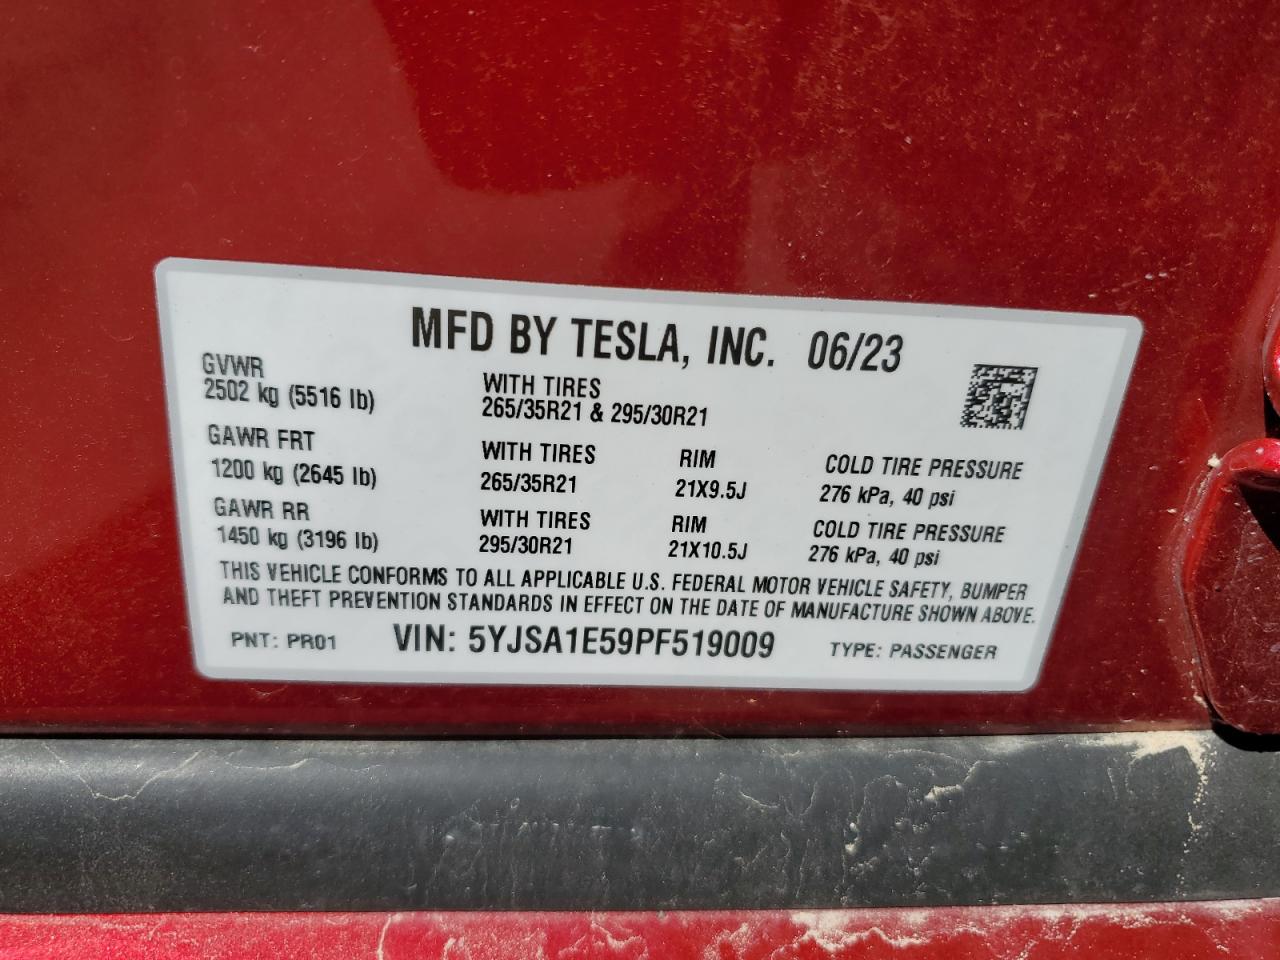 MFD BY TESLA, INC. 06/23
GVWR
2502 kg (5516 lb)
WITH TIRES
265/35R21 & 295/30R21
GAWR FRT
1200 kg (2645 lb)
WITH TIRES
265/35R21
RIM
21X9.5J
COLD TIRE PRESSURE
276 kPa, 40 psi
GAWR RR
1450 kg (3196 lb)
WITH TIRES
295/30R21
RIM
21X10.5J
COLD TIRE PRESSURE
276 kPa, 40 psi
THIS VEHICLE CONFORMS TO ALL APPLICABLE U.S. FEDERAL MOTOR VEHICLE SAFETY, BUMPER
AND THEFT PREVENTION STANDARDS IN EFFECT ON THE DATE OF MANUFACTURE SHOWN ABOVE.
PNT: PR01 VIN: 5YJSA1E59PF519009 TYPE: PASSENGER